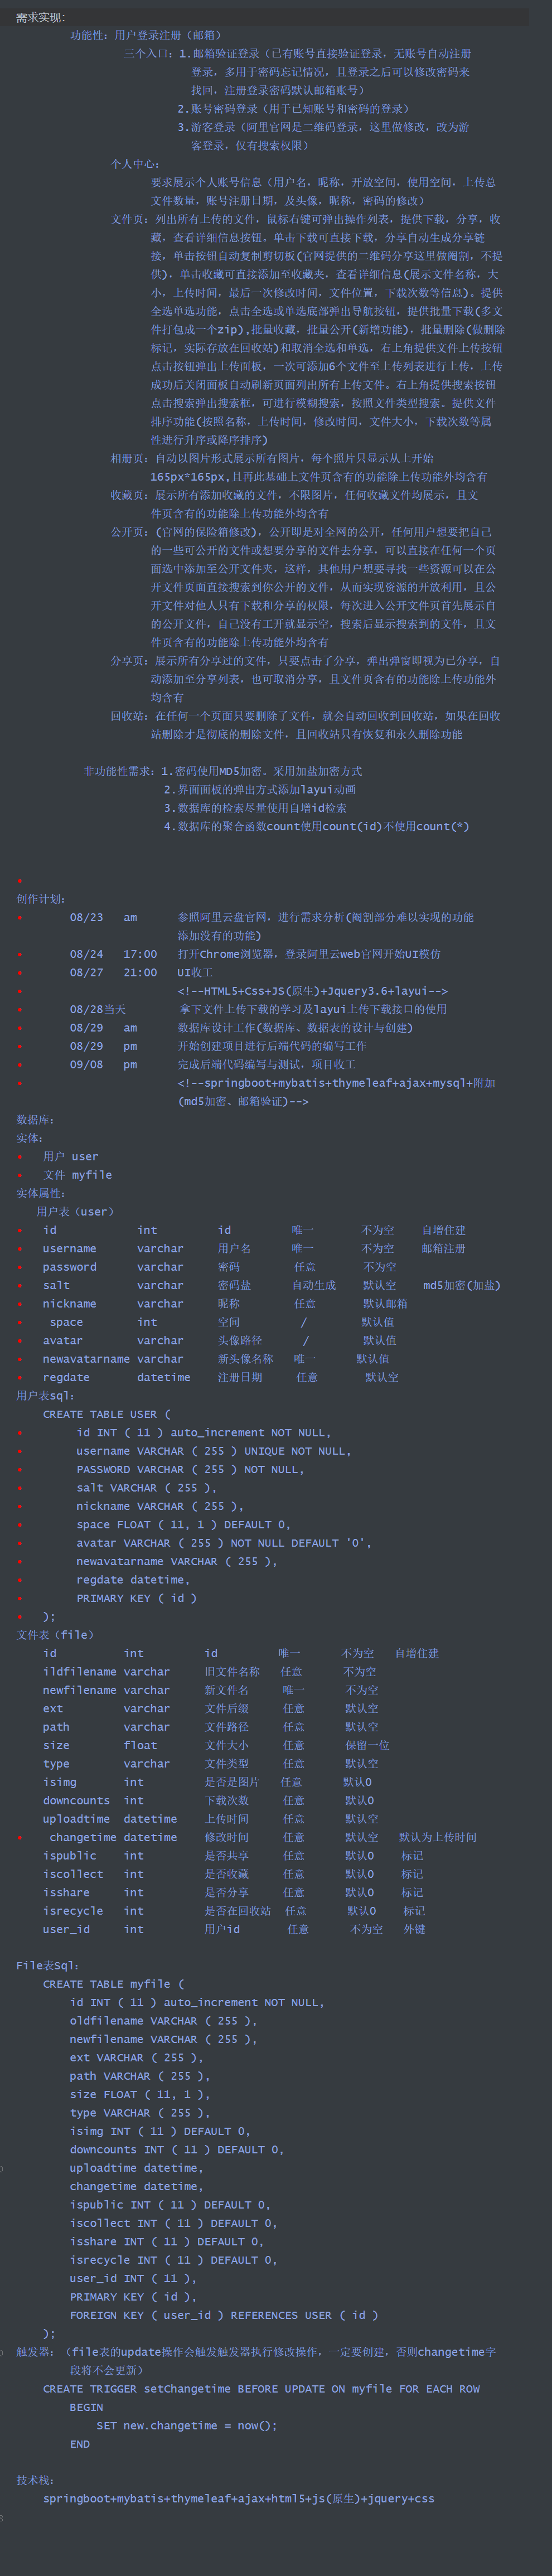 需求实现:
功能性: 用户登录注册（邮箱）
三个入口: 1.邮箱验证登录（已有账号直接验证登录, 无账号自动注册
登录, 多用于密码忘记情况, 且登录之后可以修改密码来
找回, 注册登录密码默认邮箱账号）
2.账号密码登录（用于已知账号和密码的登录）
3.游客登录（阿里官网是二维码登录, 这里做修改, 改为游
客登录, 仅有搜索权限）
个人中心:
要求展示个人账号信息（用户名, 昵称, 开放空间, 使用空间, 上传总
文件数量, 账号注册日期, 及头像, 昵称, 密码的修改）
文件页: 列出所有上传的文件, 鼠标右键可弹出操作列表, 提供下载, 分享, 收
藏, 查看详细信息按钮。单击下载可直接下载, 分享自动生成分享链
接, 单击按钮自动复制剪切板(官网提供的二维码分享这里做阉割, 不提
供), 单击收藏可直接添加至收藏夹, 查看详细信息(展示文件名称, 大
小, 上传时间, 最后一次修改时间, 文件位置, 下载次数等信息)。提供
全选单选功能, 点击全选或单选底部弹出导航按钮, 提供批量下载(多文
件打包成一个zip),批量收藏, 批量公开(新增功能), 批量删除(做删除
标记, 实际存放在回收站)和取消全选和单选, 右上角提供文件上传按钮
点击按钮弹出上传面板, 一次可添加6个文件至上传列表进行上传, 上传
成功后关闭面板自动刷新页面列出所有上传文件。右上角提供搜索按钮
点击搜索弹出搜索框, 可进行模糊搜索, 按照文件类型搜索。提供文件
排序功能(按照名称, 上传时间, 修改时间, 文件大小, 下载次数等属
性进行升序或降序排序)
相册页: 自动以图片形式展示所有图片, 每个照片只显示从上开始
165px*165px,且再此基础上文件页含有的功能除上传功能外均含有
收藏页: 展示所有添加收藏的文件, 不限图片, 任何收藏文件均展示, 且文
件页含有的功能除上传功能外均含有
公开页: (官网的保险箱修改), 公开即是对全网的公开, 任何用户想要把自己
的一些可公开的文件或想要分享的文件去分享, 可以直接在任何一个页
面选中添加至公开文件夹, 这样, 其他用户想要寻找一些资源可以在公
开文件页面直接搜索到你公开的文件, 从而实现资源的开放利用, 且公
开文件对他人只有下载和分享的权限, 每次进入公开文件页首先展示自
的公开文件, 自己没有工开就显示空, 搜索后显示搜索到的文件, 且文
件页含有的功能除上传功能外均含有
分享页: 展示所有分享过的文件, 只要点击了分享, 弹出弹窗即视为已分享, 自
动添加至分享列表, 也可取消分享, 且文件页含有的功能除上传功能外
均含有
回收站: 在任何一个页面只要删除了文件, 就会自动回收到回收站, 如果在回收
站删除才是彻底的删除文件, 且回收站只有恢复和永久删除功能
非功能性需求: 1.密码使用MD5加密。采用加盐加密方式
2.界面面板的弹出方式添加layui动画
3.数据库的检索尽量使用自增id检索
4.数据库的聚合函数count使用count(id)不使用count(*)
创作计划:
08/23 am 参照阿里云盘官网, 进行需求分析(阉割部分难以实现的功能
添加没有的功能)
08/24 17:00 打开Chrome浏览器, 登录阿里云web官网开始UI模仿
08/27 21:00 UI收工
<!--HTML5+Css+JS(原生)+Jquery3.6+layui-->
08/28当天 拿下文件上传下载的学习及layui上传下载接口的使用
08/29 am 数据库设计工作(数据库、数据表的设计与创建)
08/29 pm 开始创建项目进行后端代码的编写工作
09/08 pm 完成后端代码编写与测试, 项目收工
<!--springboot+mybatis+thymeleaf+ajax+mysql+附加
(md5加密、邮箱验证)-->
数据库:
实体:
用户 user
文件 myfile
实体属性:
用户表（user）
id int id 唯一 不为空 自增住建
username varchar 用户名 唯一 不为空 邮箱注册
password varchar 密码 任意 不为空
salt varchar 密码盐 自动生成 默认空 md5加密(加盐)
nickname varchar 昵称 任意 默认邮箱
space int 空间 / 默认值
avatar varchar 头像路径 / 默认值
newavatarname varchar 新头像名称 唯一 默认值
regdate datetime 注册日期 任意 默认空
用户表sql:
CREATE TABLE USER (
id INT ( 11 ) auto_increment NOT NULL,
username VARCHAR ( 255 ) UNIQUE NOT NULL,
PASSWORD VARCHAR ( 255 ) NOT NULL,
salt VARCHAR ( 255 ),
nickname VARCHAR ( 255 ),
space FLOAT ( 11, 1 ) DEFAULT 0,
avatar VARCHAR ( 255 ) NOT NULL DEFAULT '0',
newavatarname VARCHAR ( 255 ),
regdate datetime,
PRIMARY KEY ( id )
);
文件表（file）
id int id 唯一 不为空 自增住建
ildfilename varchar 旧文件名称 任意 不为空
newfilename varchar 新文件名 唯一 不为空
ext varchar 文件后缀 任意 默认空
path varchar 文件路径 任意 默认空
size float 文件大小 任意 保留一位
type varchar 文件类型 任意 默认空
isimg int 是否是图片 任意 默认0
downcounts int 下载次数 任意 默认0
uploadtime datetime 上传时间 任意 默认空
changetime datetime 修改时间 任意 默认空 默认为上传时间
ispublic int 是否共享 任意 默认0 标记
iscollect int 是否收藏 任意 默认0 标记
isshare int 是否分享 任意 默认0 标记
isrecycle int 是否在回收站 任意 默认0 标记
user_id int 用户id 任意 不为空 外键
File表Sql:
CREATE TABLE myfile (
id INT ( 11 ) auto_increment NOT NULL,
oldfilename VARCHAR ( 255 ),
newfilename VARCHAR ( 255 ),
ext VARCHAR ( 255 ),
path VARCHAR ( 255 ),
size FLOAT ( 11, 1 ),
type VARCHAR ( 255 ),
isimg INT ( 11 ) DEFAULT 0,
downcounts INT ( 11 ) DEFAULT 0,
uploadtime datetime,
changetime datetime,
ispublic INT ( 11 ) DEFAULT 0,
iscollect INT ( 11 ) DEFAULT 0,
isshare INT ( 11 ) DEFAULT 0,
isrecycle INT ( 11 ) DEFAULT 0,
user_id INT ( 11 ),
PRIMARY KEY ( id ),
FOREIGN KEY ( user_id ) REFERENCES USER ( id )
);
触发器: （file表的update操作会触发触发器执行修改操作, 一定要创建, 否则changetime字
段将不会更新）
CREATE TRIGGER setChangetime BEFORE UPDATE ON myfile FOR EACH ROW
BEGIN
SET new.changetime = now();
END
技术栈:
springboot+mybatis+thymeleaf+ajax+html5+js(原生)+jquery+css